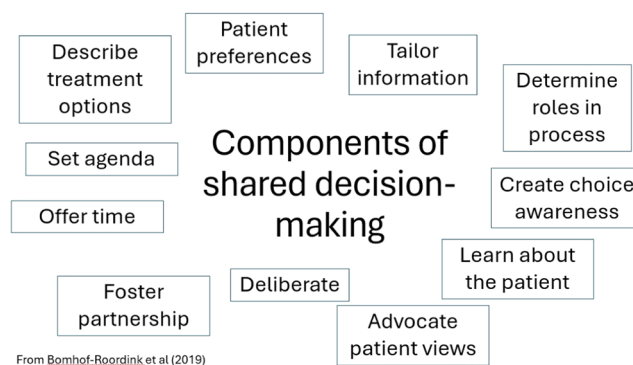 Patient
preferences
Describe
treatment
options
Tailor
information
Determine
roles in
process
Components of
shared decision-
making
Set agenda
Create choice
awareness
Offer time
Learn about
the patient
Deliberate
Foster
partnership
Advocate
patient views
From Bomhof-Roordink et al (2019)